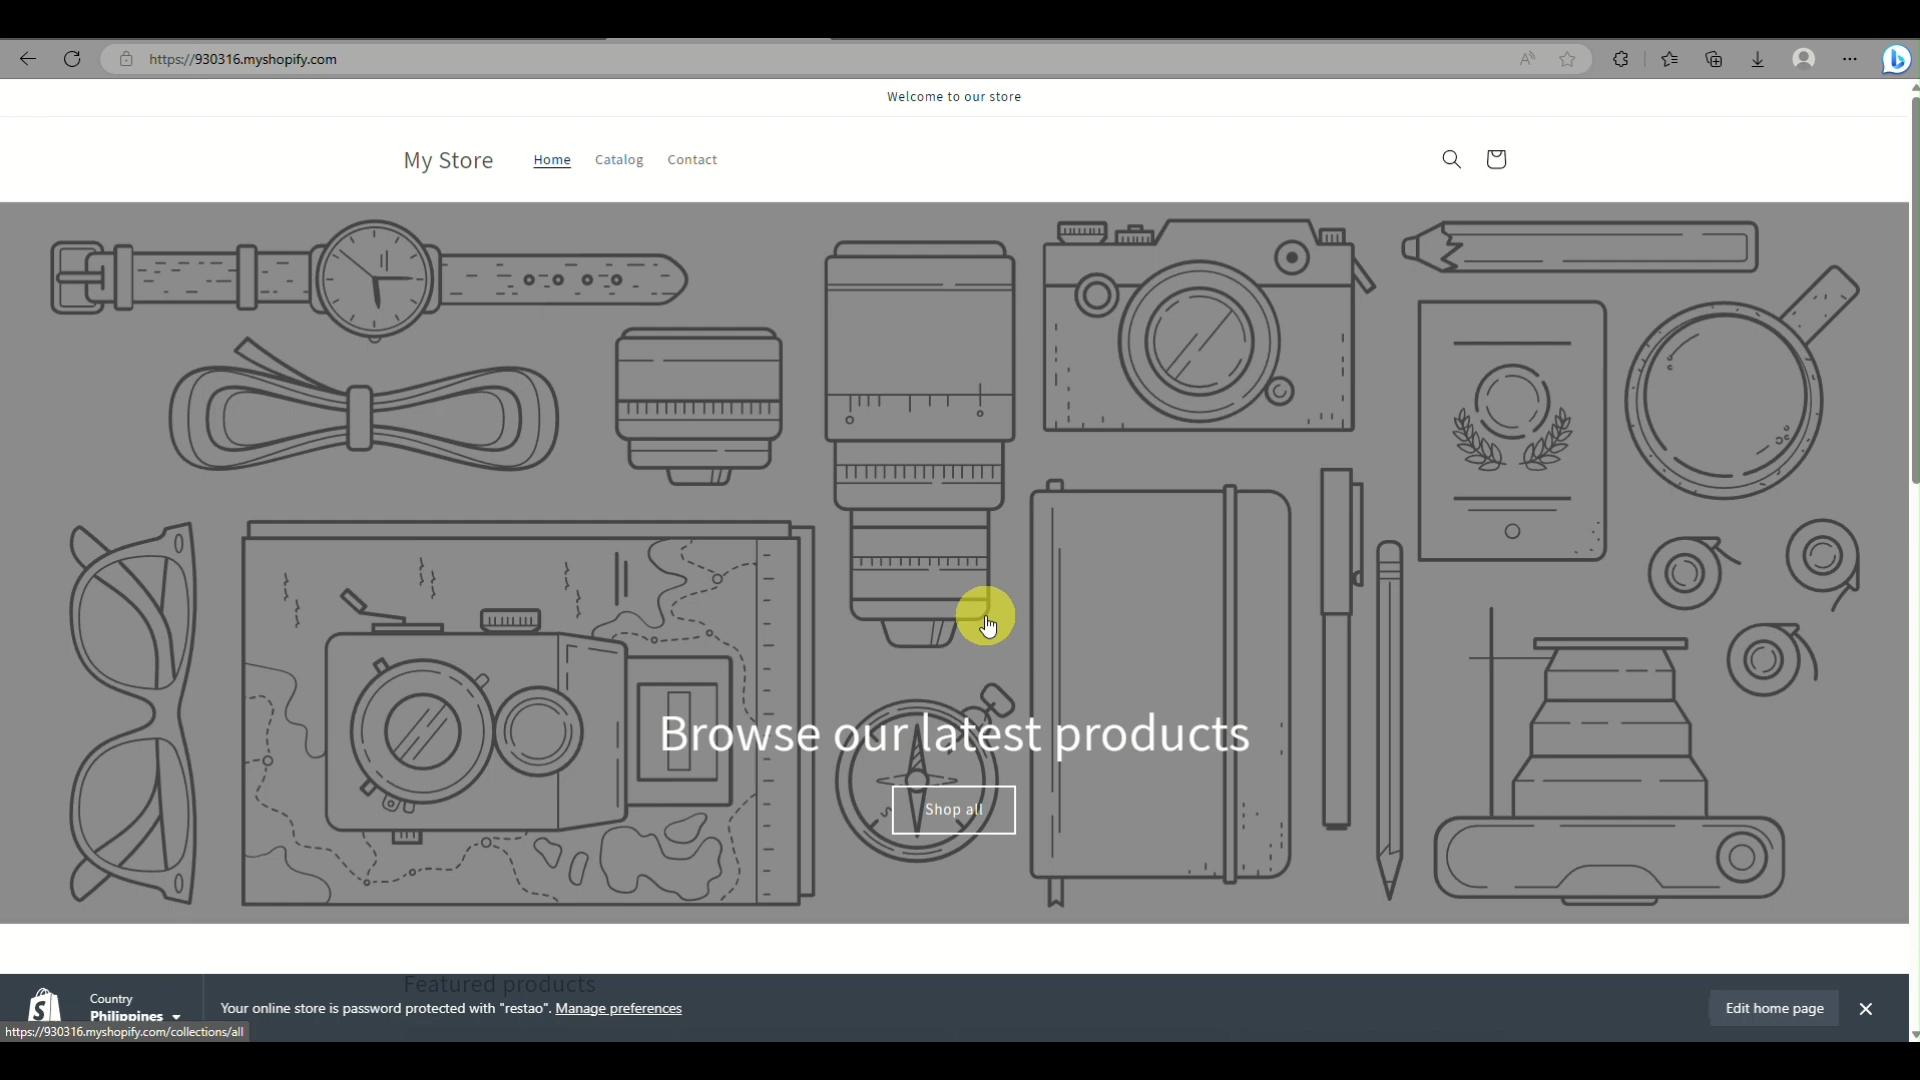 https://930316.myshopify.com
Welcome to our store
My Store Home Catalog Contact
Browse our latest products
Shop all
Featured products
Country
Philippines
Your online store is password protected with "restao". Manage preferences
Edit home page
https://930316.myshopify.com/collections/all